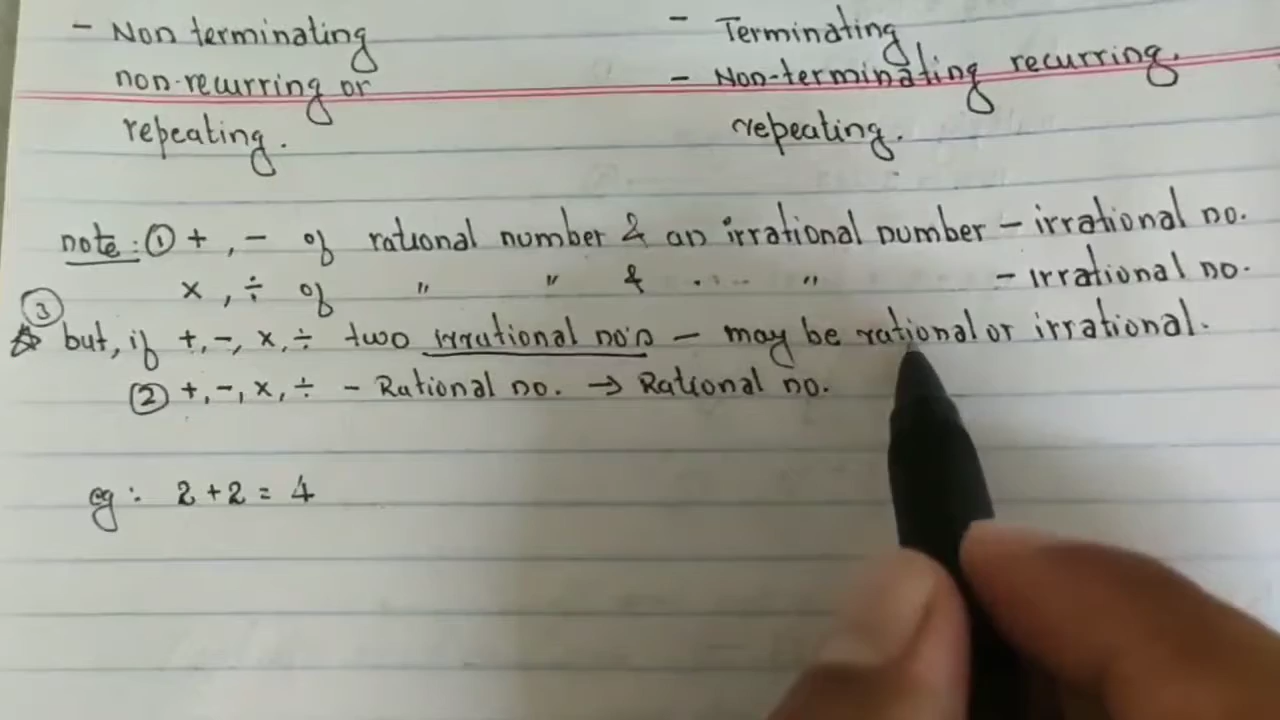 - Non terminating
non-recurring or
repeating.
- Terminating
- Non-terminating recurring.
repeating.
note: ① +, - of rational number & an irrational number - irrational no.
×, ÷ of " " & .... " - irrational no.
③
☆ but, if +, -, ×, ÷ two irrational no's - may be rational or irrational.
② +, -, ×, ÷ - Rational no. → Rational no.
eg: 2 + 2 = 4